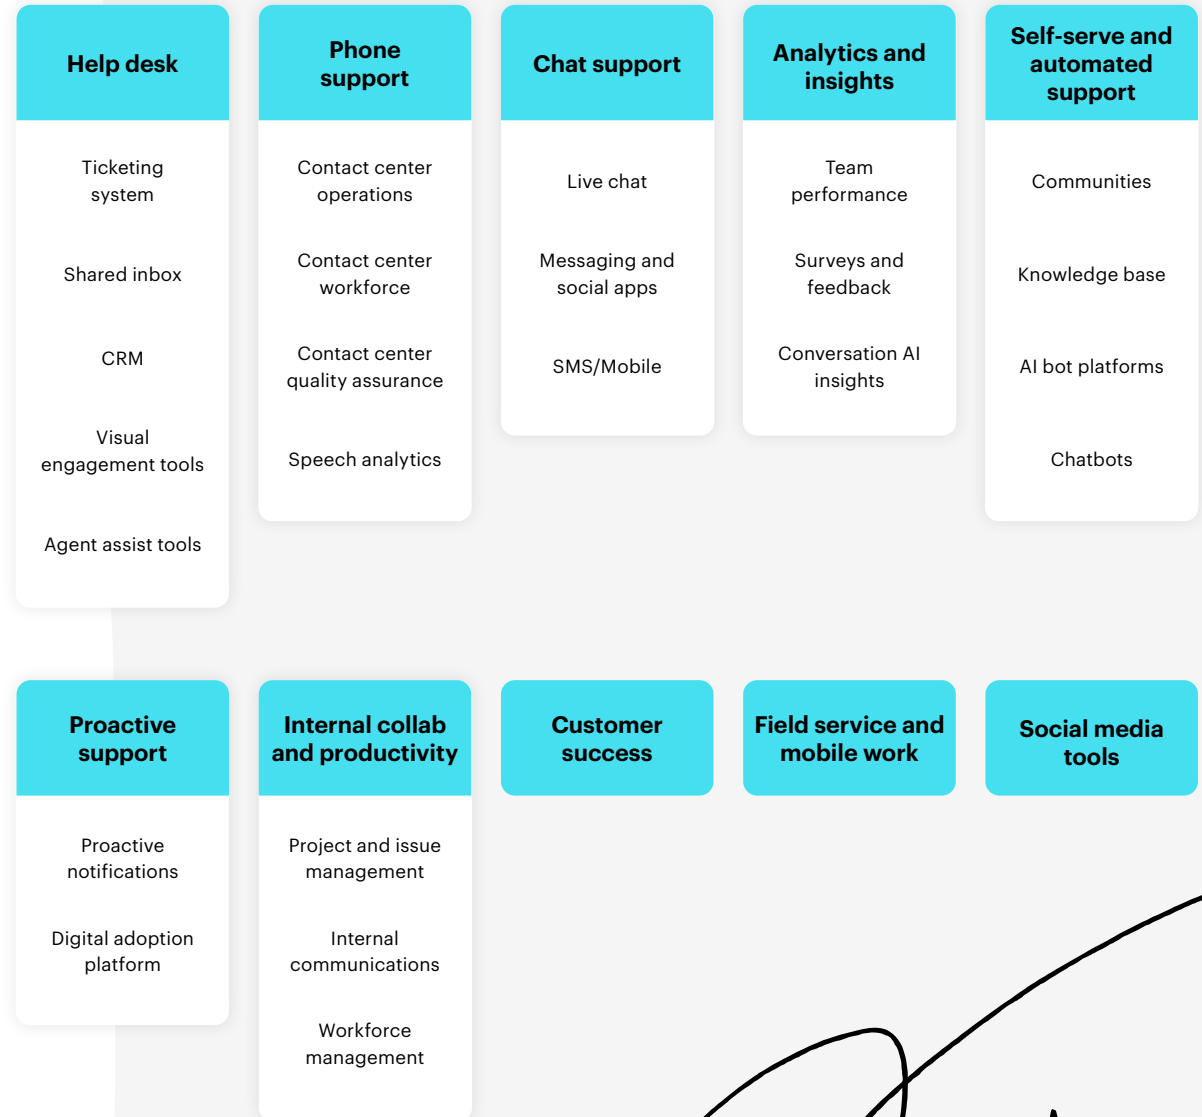 Help desk
Ticketing
system
Shared inbox
CRM
Visual
engagement tools
Agent assist tools
Phone
support
Contact center
operations
Contact center
workforce
Contact center
quality assurance
Speech analytics
Chat support
Live chat
Messaging and
social apps
SMS/Mobile
Analytics and
insights
Team
performance
Surveys and
feedback
Conversation AI
insights
Self-serve and
automated
support
Communities
Knowledge base
AI bot platforms
Chatbots
Proactive
support
Proactive
notifications
Digital adoption
platform
Internal collab
and productivity
Project and issue
management
Internal
communications
Workforce
management
Customer
success
Field service and
mobile work
Social media
tools